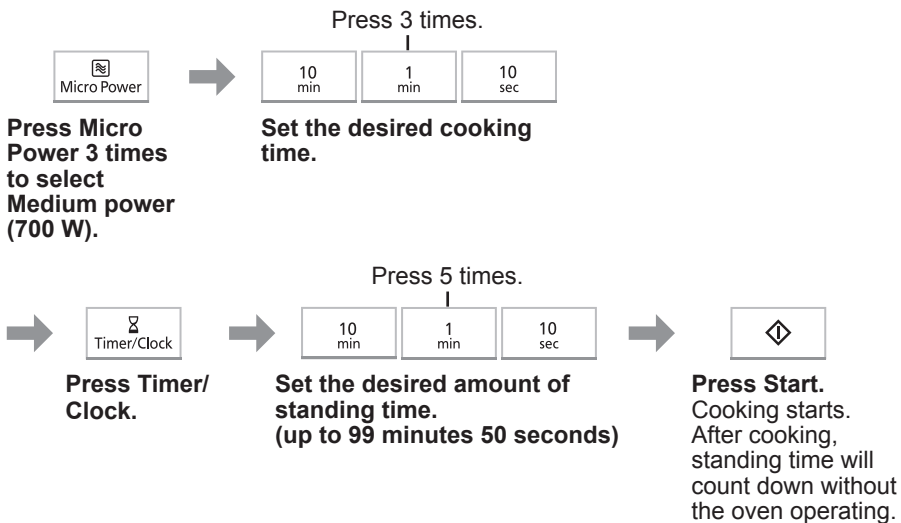 Press 3 times.
Micro Power
10
min
1
min
10
sec
Press Micro
Power 3 times
to select
Medium power
(700 W).
Set the desired cooking
time.
Press 5 times.
Timer/Clock
10
min
1
min
10
sec
Press Timer/
Clock.
Set the desired amount of
standing time.
(up to 99 minutes 50 seconds)
Press Start.
Cooking starts.
After cooking,
standing time will
count down without
the oven operating.